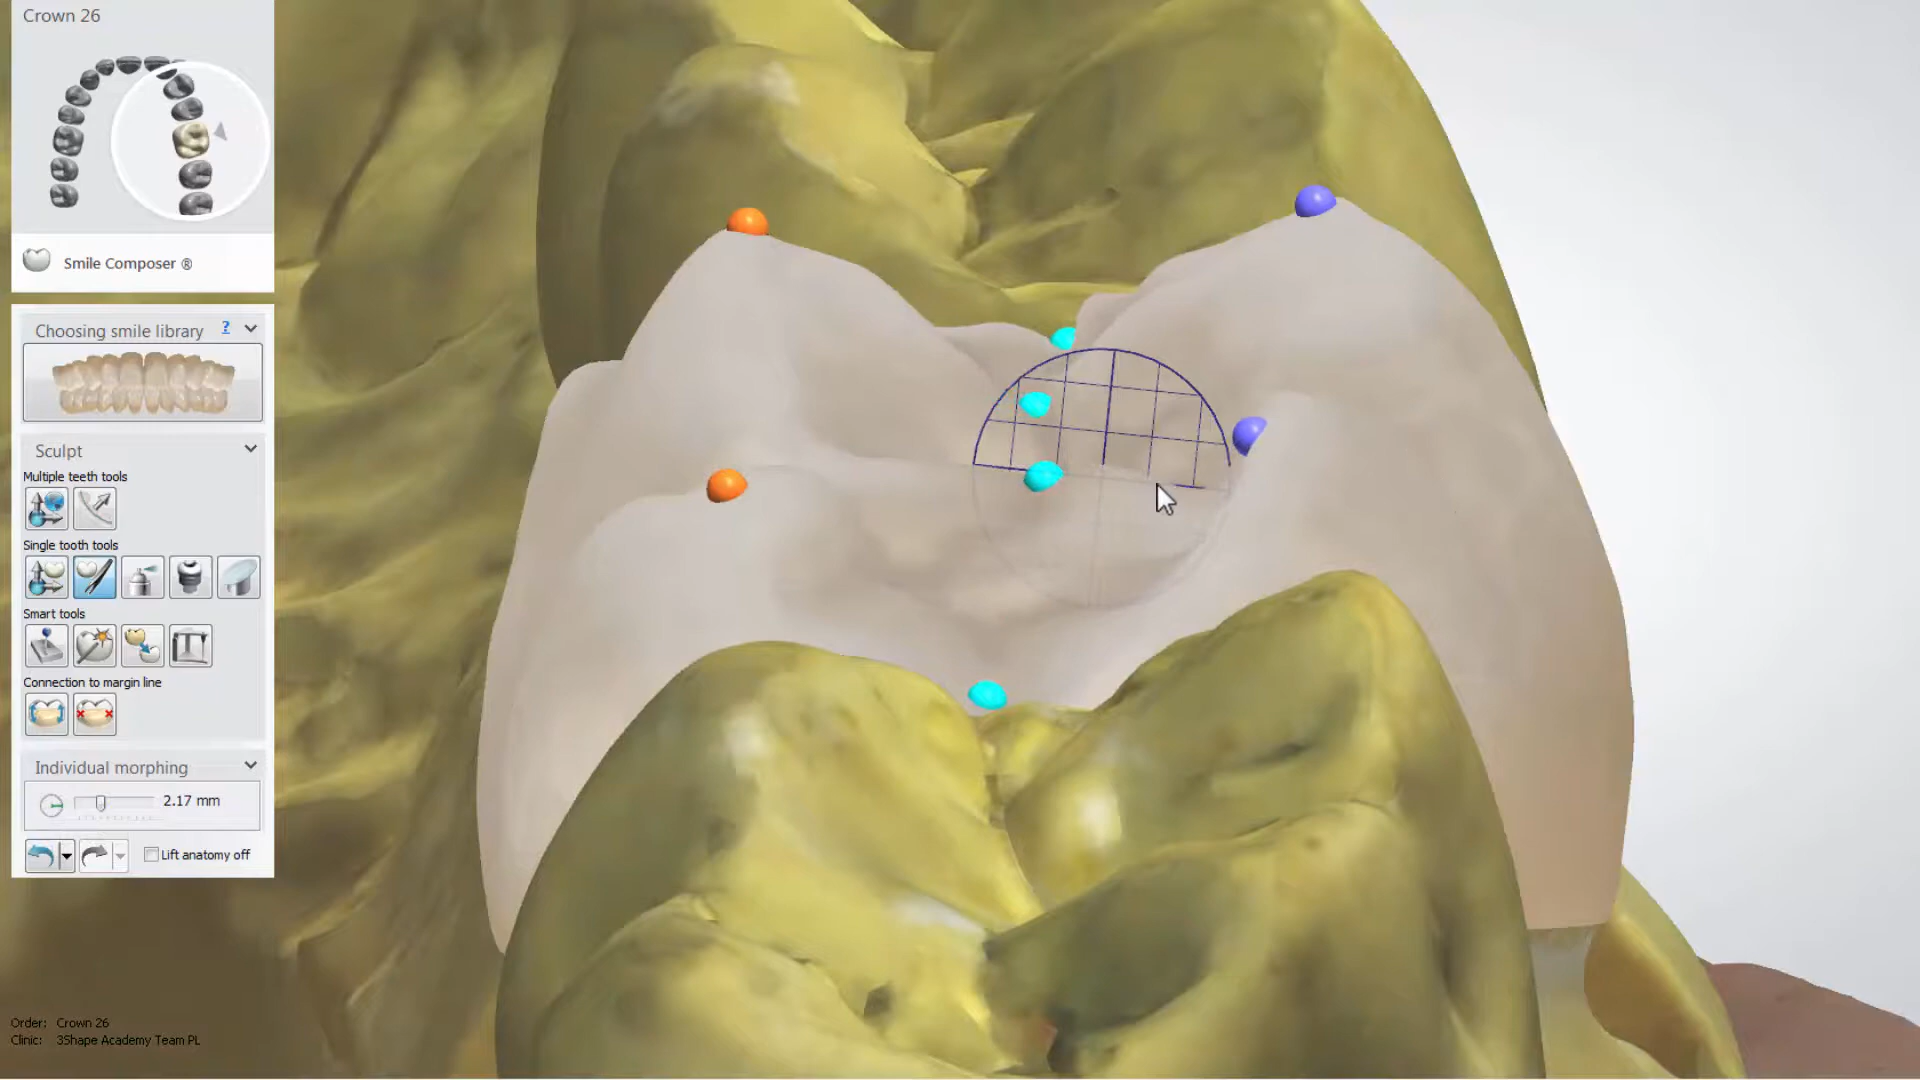 Crown 26
Smile Composer ®
Choosing smile library ?
Sculpt
Multiple teeth tools
Single tooth tools
Smart tools
Connection to margin line
Individual morphing
2.17 mm
Lift anatomy off
Order: Crown 26
Clinic: 3Shape Academy Team PL